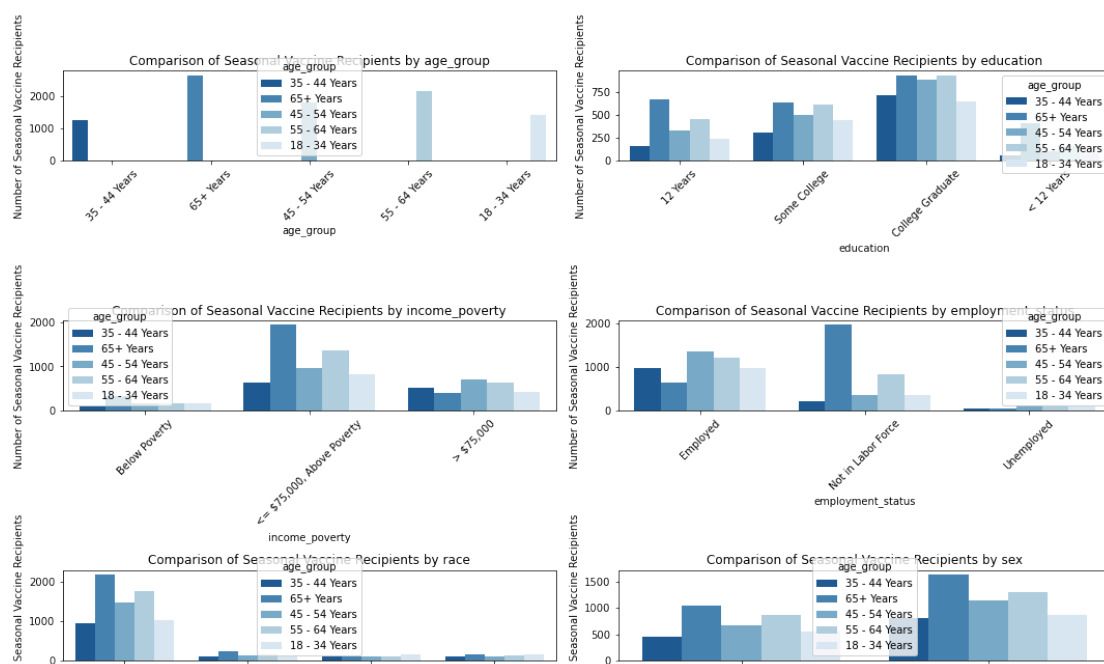 Comparison of Seasonal Vaccine Recipients by age_group
Number of Seasonal Vaccine Recipients
2000
1000
0
age_group
35 - 44 Years
65+ Years
45 - 54 Years
55 - 64 Years
18 - 34 Years
35 - 44 Years
65+ Years
45 - 54 Years
55 - 64 Years
18 - 34 Years
age_group
Comparison of Seasonal Vaccine Recipients by education
Number of Seasonal Vaccine Recipients
750
500
250
0
age_group
35 - 44 Years
65+ Years
45 - 54 Years
55 - 64 Years
18 - 34 Years
12 Years
Some College
College Graduate
< 12 Years
education
Comparison of Seasonal Vaccine Recipients by income_poverty
Number of Seasonal Vaccine Recipients
2000
1000
0
age_group
35 - 44 Years
65+ Years
45 - 54 Years
55 - 64 Years
18 - 34 Years
Below Poverty
<= $75,000, Above Poverty
> $75,000
income_poverty
Comparison of Seasonal Vaccine Recipients by employment_status
Number of Seasonal Vaccine Recipients
2000
1000
0
age_group
35 - 44 Years
65+ Years
45 - 54 Years
55 - 64 Years
18 - 34 Years
Employed
Not in Labor Force
Unemployed
employment_status
Comparison of Seasonal Vaccine Recipients by race
Seasonal Vaccine Recipients
2000
1000
0
age_group
35 - 44 Years
65+ Years
45 - 54 Years
55 - 64 Years
18 - 34 Years
Comparison of Seasonal Vaccine Recipients by sex
Seasonal Vaccine Recipients
1500
1000
500
0
age_group
35 - 44 Years
65+ Years
45 - 54 Years
55 - 64 Years
18 - 34 Years